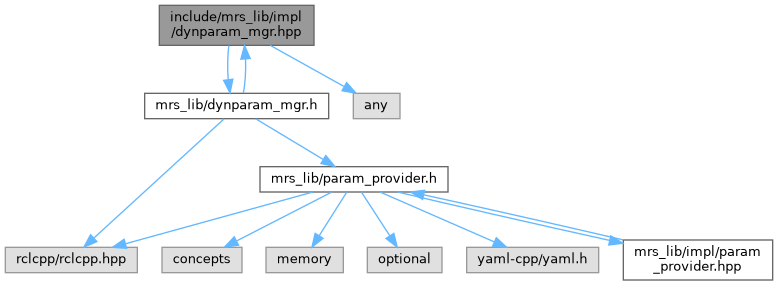 include/mrs_lib/impl
/dynparam_mgr.hpp
mrs_lib/dynparam_mgr.h
any
mrs_lib/param_provider.h
rclcpp/rclcpp.hpp
concepts
memory
optional
yaml-cpp/yaml.h
mrs_lib/impl/param
_provider.hpp